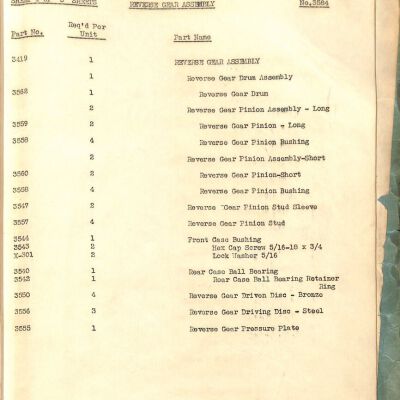 REVERSE GEAR ASSEMBLY No.3584
Req'd Per
Part No. Unit Part Name
3419 1 REVERSE GEAR ASSEMBLY
1 Reverse Gear Drum Assembly
3562 1 Reverse Gear Drum
2 Reverse Gear Pinion Assembly - Long
3559 2 Reverse Gear Pinion - Long
3558 4 Reverse Gear Pinion Bushing
2 Reverse Gear Pinion Assembly-Short
3560 2 Reverse Gear Pinion-Short
3558 4 Reverse Gear Pinion Bushing
3547 2 Reverse Gear Pinion Stud Sleeve
3557 4 Reverse Gear Pinion Stud
3544 1 Front Case Bushing
3543 2 Hex Cap Screw 5/16-18 x 3/4
X-301 2 Lock Washer 5/16
3540 1 Rear Case Ball Bearing
3542 1 Rear Case Ball Bearing Retainer
Ring
3550 4 Reverse Gear Driven Disc - Bronze
3556 3 Reverse Gear Driving Disc - Steel
3555 1 Reverse Gear Pressure Plate